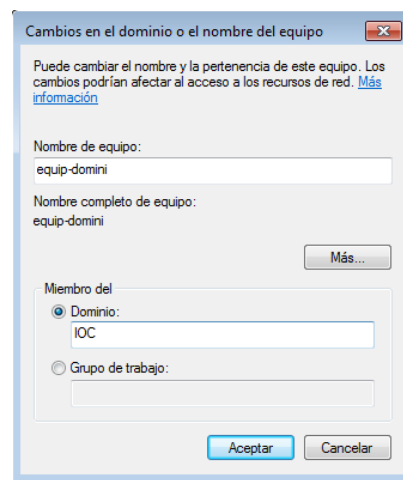 Cambios en el dominio o el nombre del equipo
Puede cambiar el nombre y la pertenencia de este equipo. Los
cambios podrían afectar al acceso a los recursos de red. Más
información
Nombre de equipo:
equip-domini
Nombre completo de equipo:
equip-domini
Más...
Miembro del
Dominio:
IOC
Grupo de trabajo:
Aceptar Cancelar